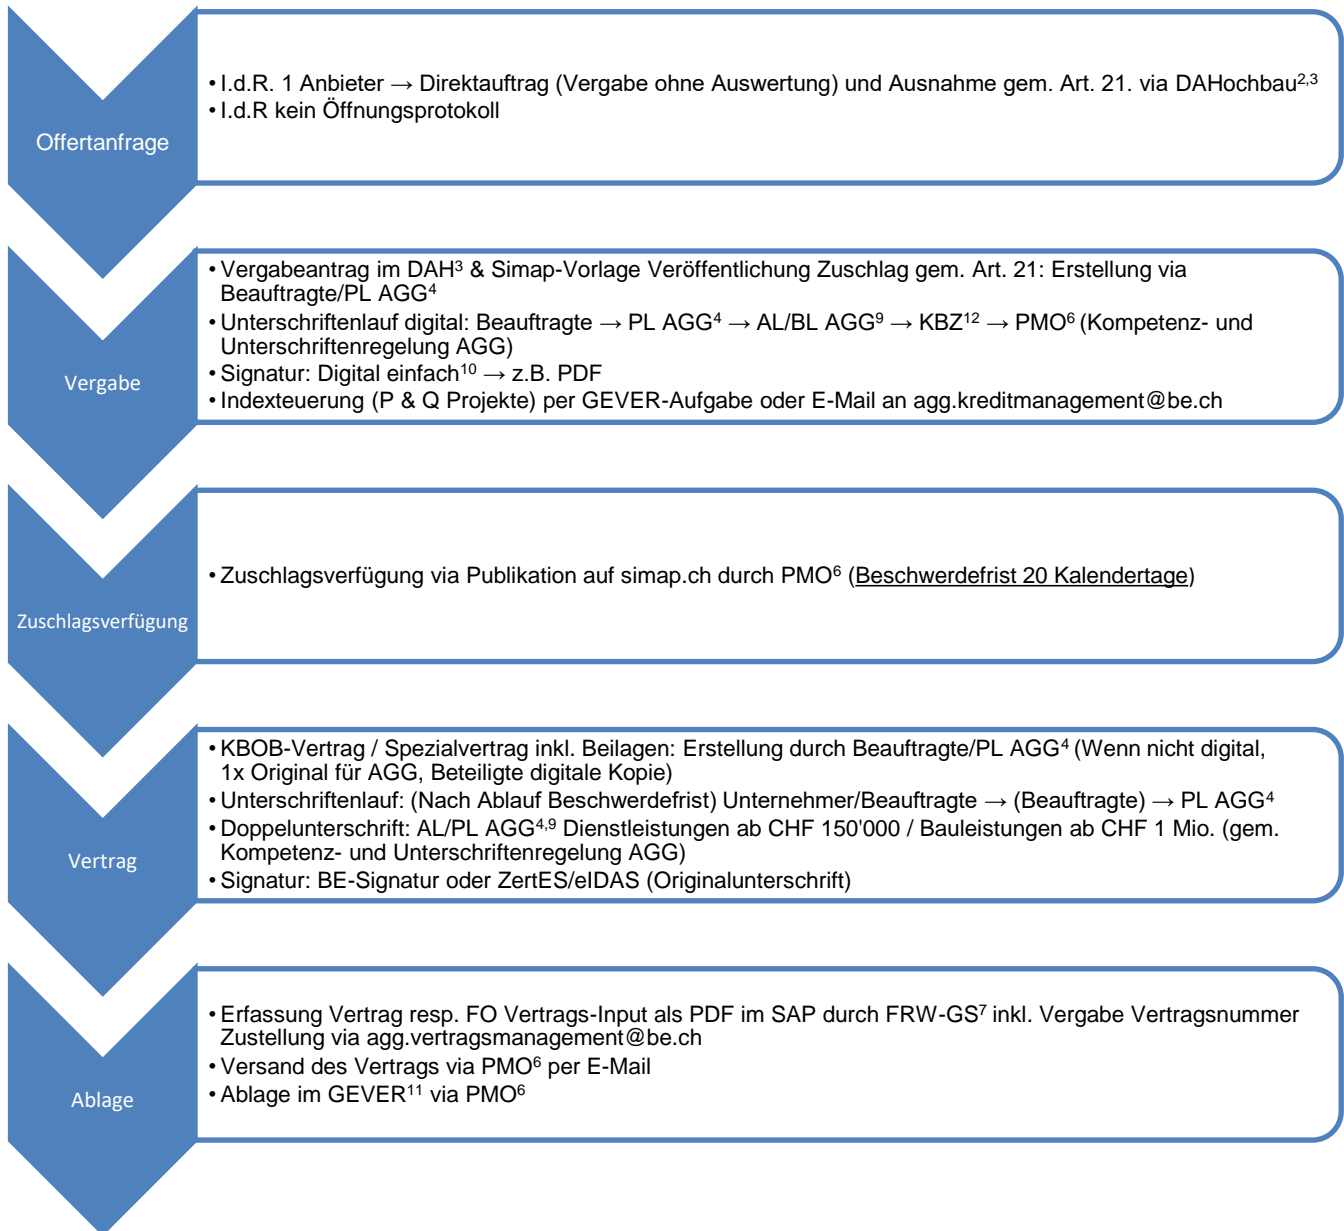 Offertanfrage
• I.d.R. 1 Anbieter → Direktauftrag (Vergabe ohne Auswertung) und Ausnahme gem. Art. 21. via DAHochbau2,3
• I.d.R kein Öffnungsprotokoll
Vergabe
• Vergabeantrag im DAH3 & Simap-Vorlage Veröffentlichung Zuschlag gem. Art. 21: Erstellung via
Beauftragte/PL AGG4
• Unterschriftenlauf digital: Beauftragte → PL AGG4 → AL/BL AGG9 → KBZ12 → PMO6 (Kompetenz- und
Unterschriftenregelung AGG)
• Signatur: Digital einfach10 → z.B. PDF
• Indexteuerung (P & Q Projekte) per GEVER-Aufgabe oder E-Mail an agg.kreditmanagement@be.ch
Zuschlagsverfügung
• Zuschlagsverfügung via Publikation auf simap.ch durch PMO6 (Beschwerdefrist 20 Kalendertage)
Vertrag
• KBOB-Vertrag / Spezialvertrag inkl. Beilagen: Erstellung durch Beauftragte/PL AGG4 (Wenn nicht digital,
1x Original für AGG, Beteiligte digitale Kopie)
• Unterschriftenlauf: (Nach Ablauf Beschwerdefrist) Unternehmer/Beauftragte → (Beauftragte) → PL AGG4
• Doppelunterschrift: AL/PL AGG4,9 Dienstleistungen ab CHF 150'000 / Bauleistungen ab CHF 1 Mio. (gem.
Kompetenz- und Unterschriftenregelung AGG)
• Signatur: BE-Signatur oder ZertES/eIDAS (Originalunterschrift)
Ablage
• Erfassung Vertrag resp. FO Vertrags-Input als PDF im SAP durch FRW-GS7 inkl. Vergabe Vertragsnummer
Zustellung via agg.vertragsmanagement@be.ch
• Versand des Vertrags via PMO6 per E-Mail
• Ablage im GEVER11 via PMO6